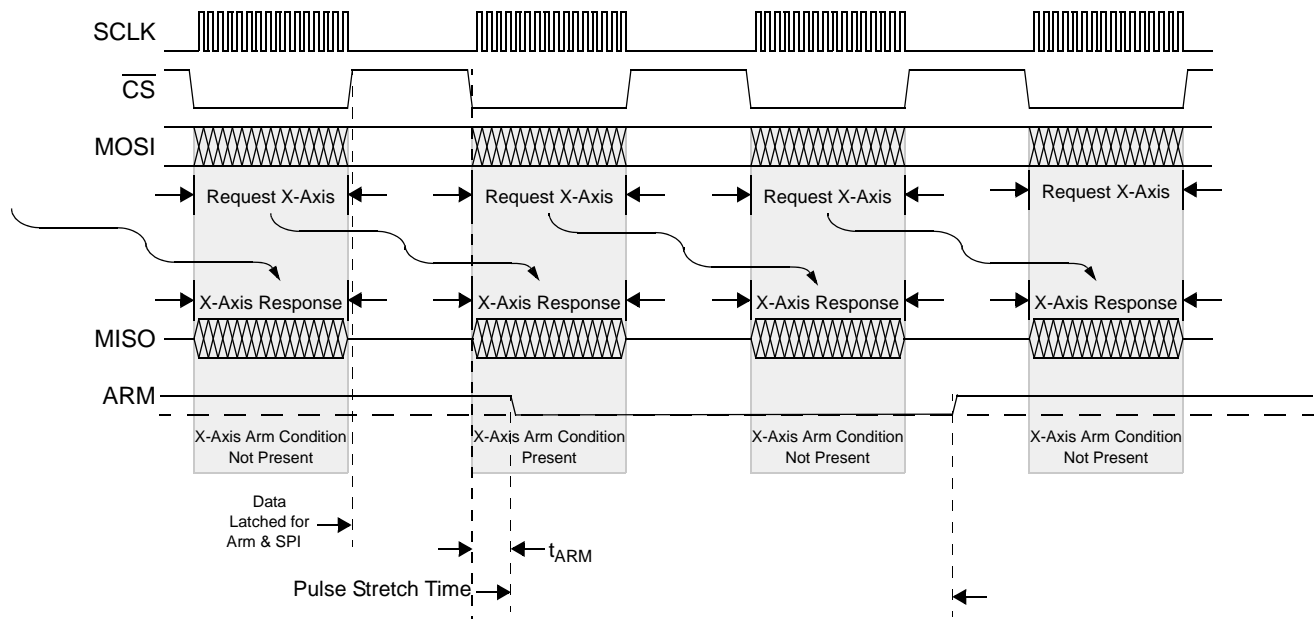 SCLK
CS
MOSI
Request X-Axis
Request X-Axis
Request X-Axis
Request X-Axis
X-Axis Response
X-Axis Response
X-Axis Response
X-Axis Response
MISO
ARM
X-Axis Arm Condition
Not Present
X-Axis Arm Condition
Present
X-Axis Arm Condition
Not Present
X-Axis Arm Condition
Not Present
Data
Latched for
Arm & SPI
tARM
Pulse Stretch Time